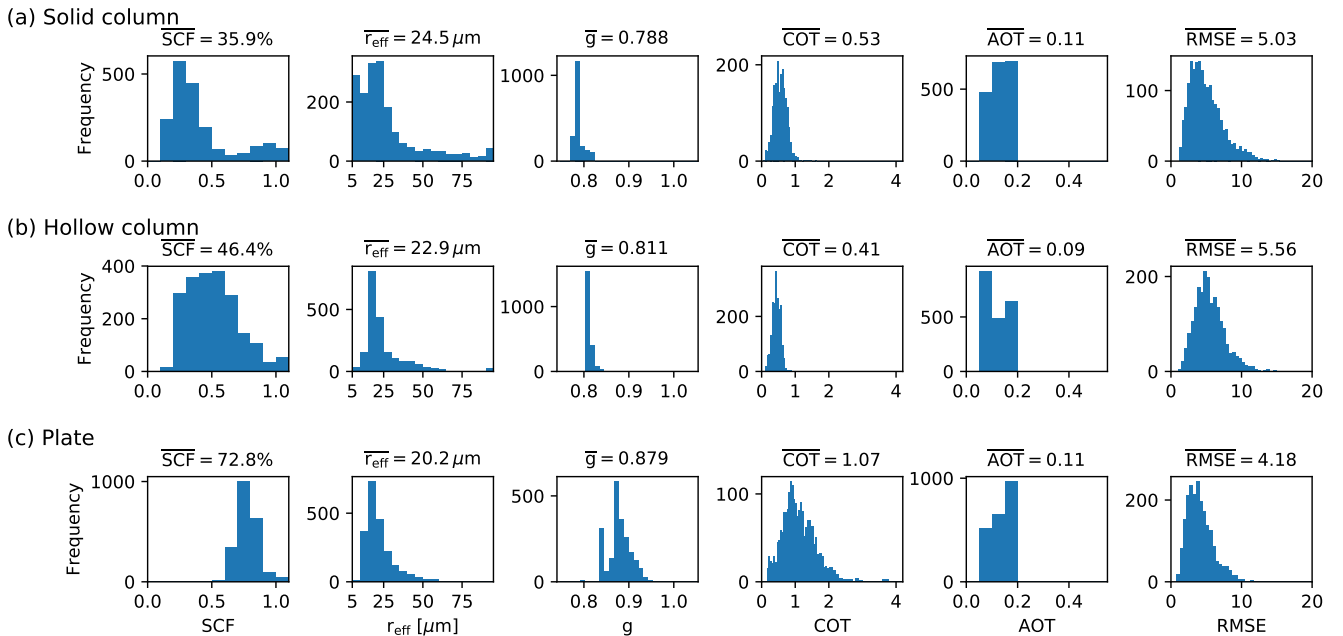 (a) Solid column
SCF = 35.9% r_eff = 24.5 μm g = 0.788 COT = 0.53 AOT = 0.11 RMSE = 5.03
Frequency
500
0
0.0 0.5 1.0
200
0
5 25 50 75
1000
0
0.8 0.9 1.0
200
0
0 1 4
500
0
0.0 0.2 0.4
100
0
0 10 20
(b) Hollow column
SCF = 46.4% r_eff = 22.9 μm g = 0.811 COT = 0.41 AOT = 0.09 RMSE = 5.56
Frequency
400
200
0
0.0 0.5 1.0
500
0
5 25 50 75
1000
0
0.8 0.9 1.0
200
0
0 1 4
500
0
0.0 0.2 0.4
200
0
0 10 20
(c) Plate
SCF = 72.8% r_eff = 20.2 μm g = 0.879 COT = 1.07 AOT = 0.11 RMSE = 4.18
Frequency
1000
500
0
0.0 0.5 1.0
500
0
5 25 50 75
500
0
0.8 0.9 1.0
100
0
0 1 4
1000
500
0
0.0 0.2 0.4
200
0
0 10 20
SCF r_eff [μm] g COT AOT RMSE